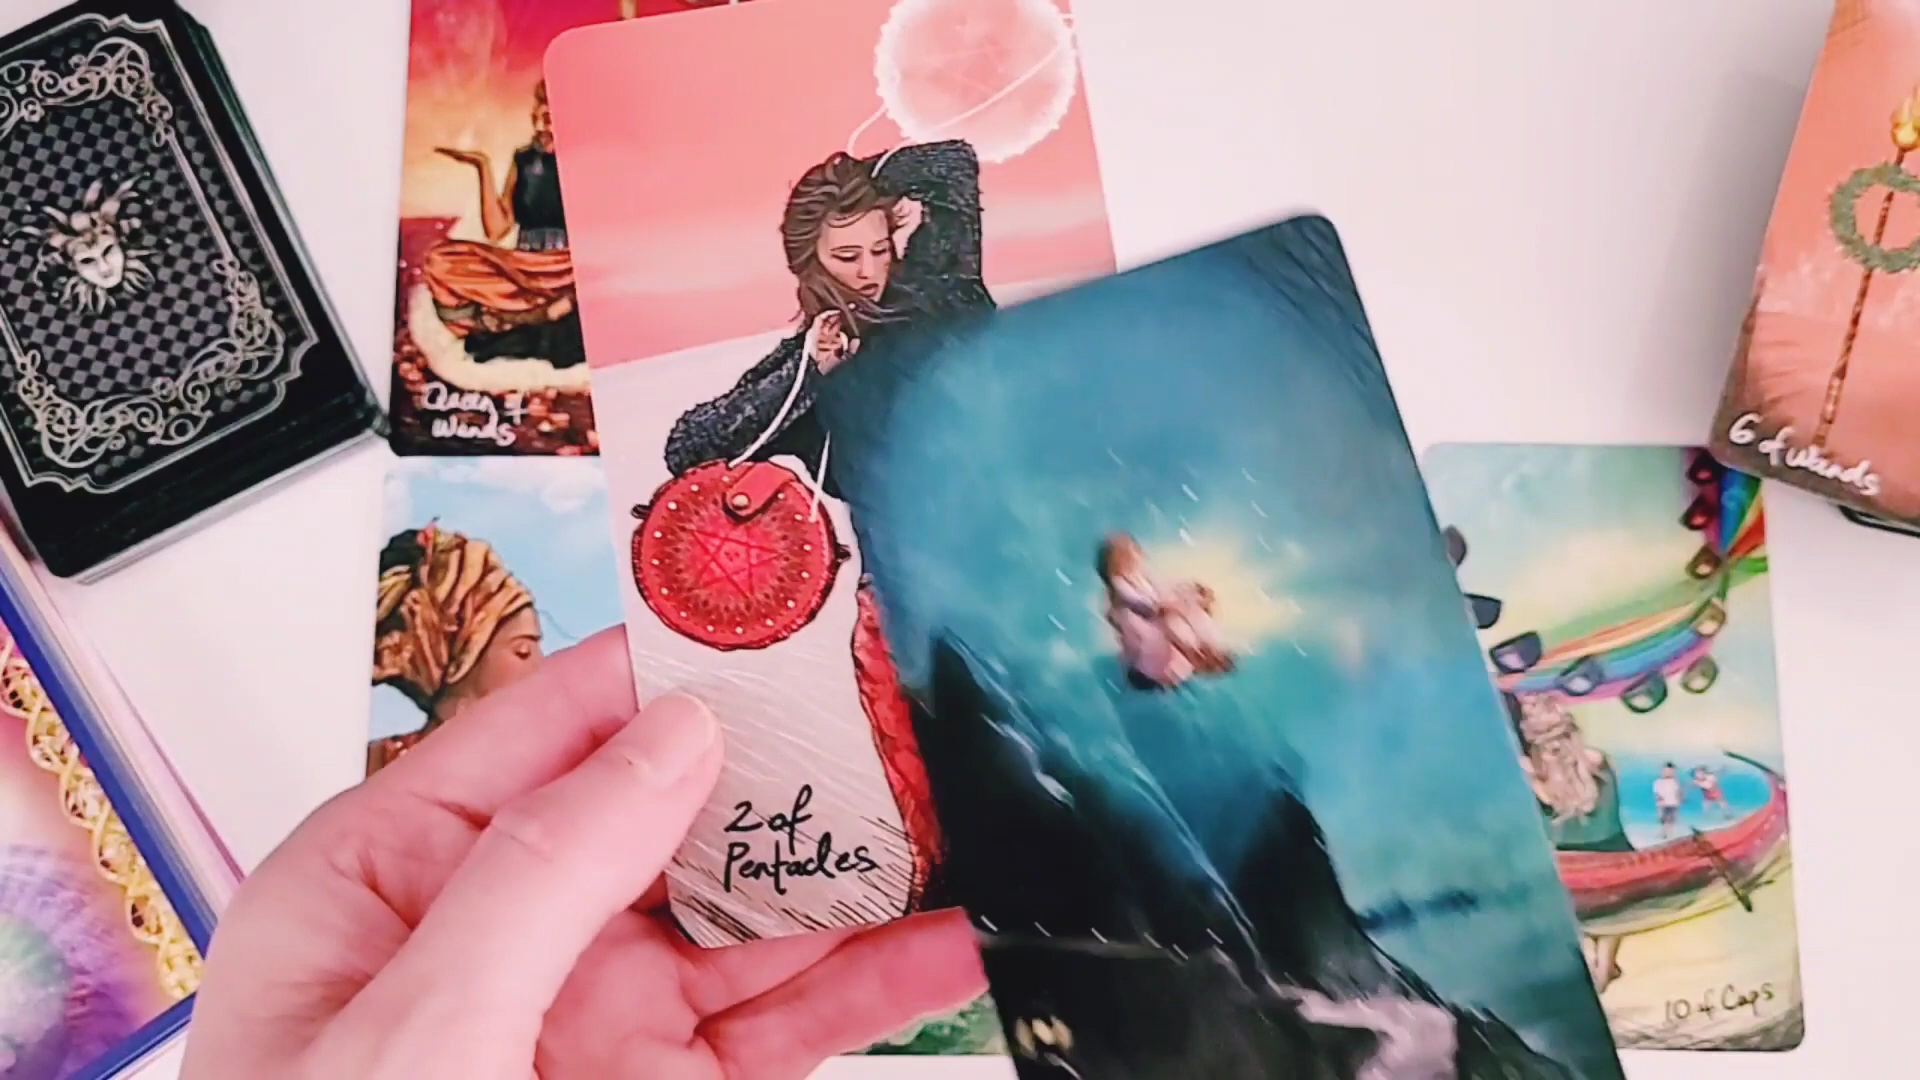 Queen of
Wands
2 of
Pentacles
6 of Wands
10 of Cups